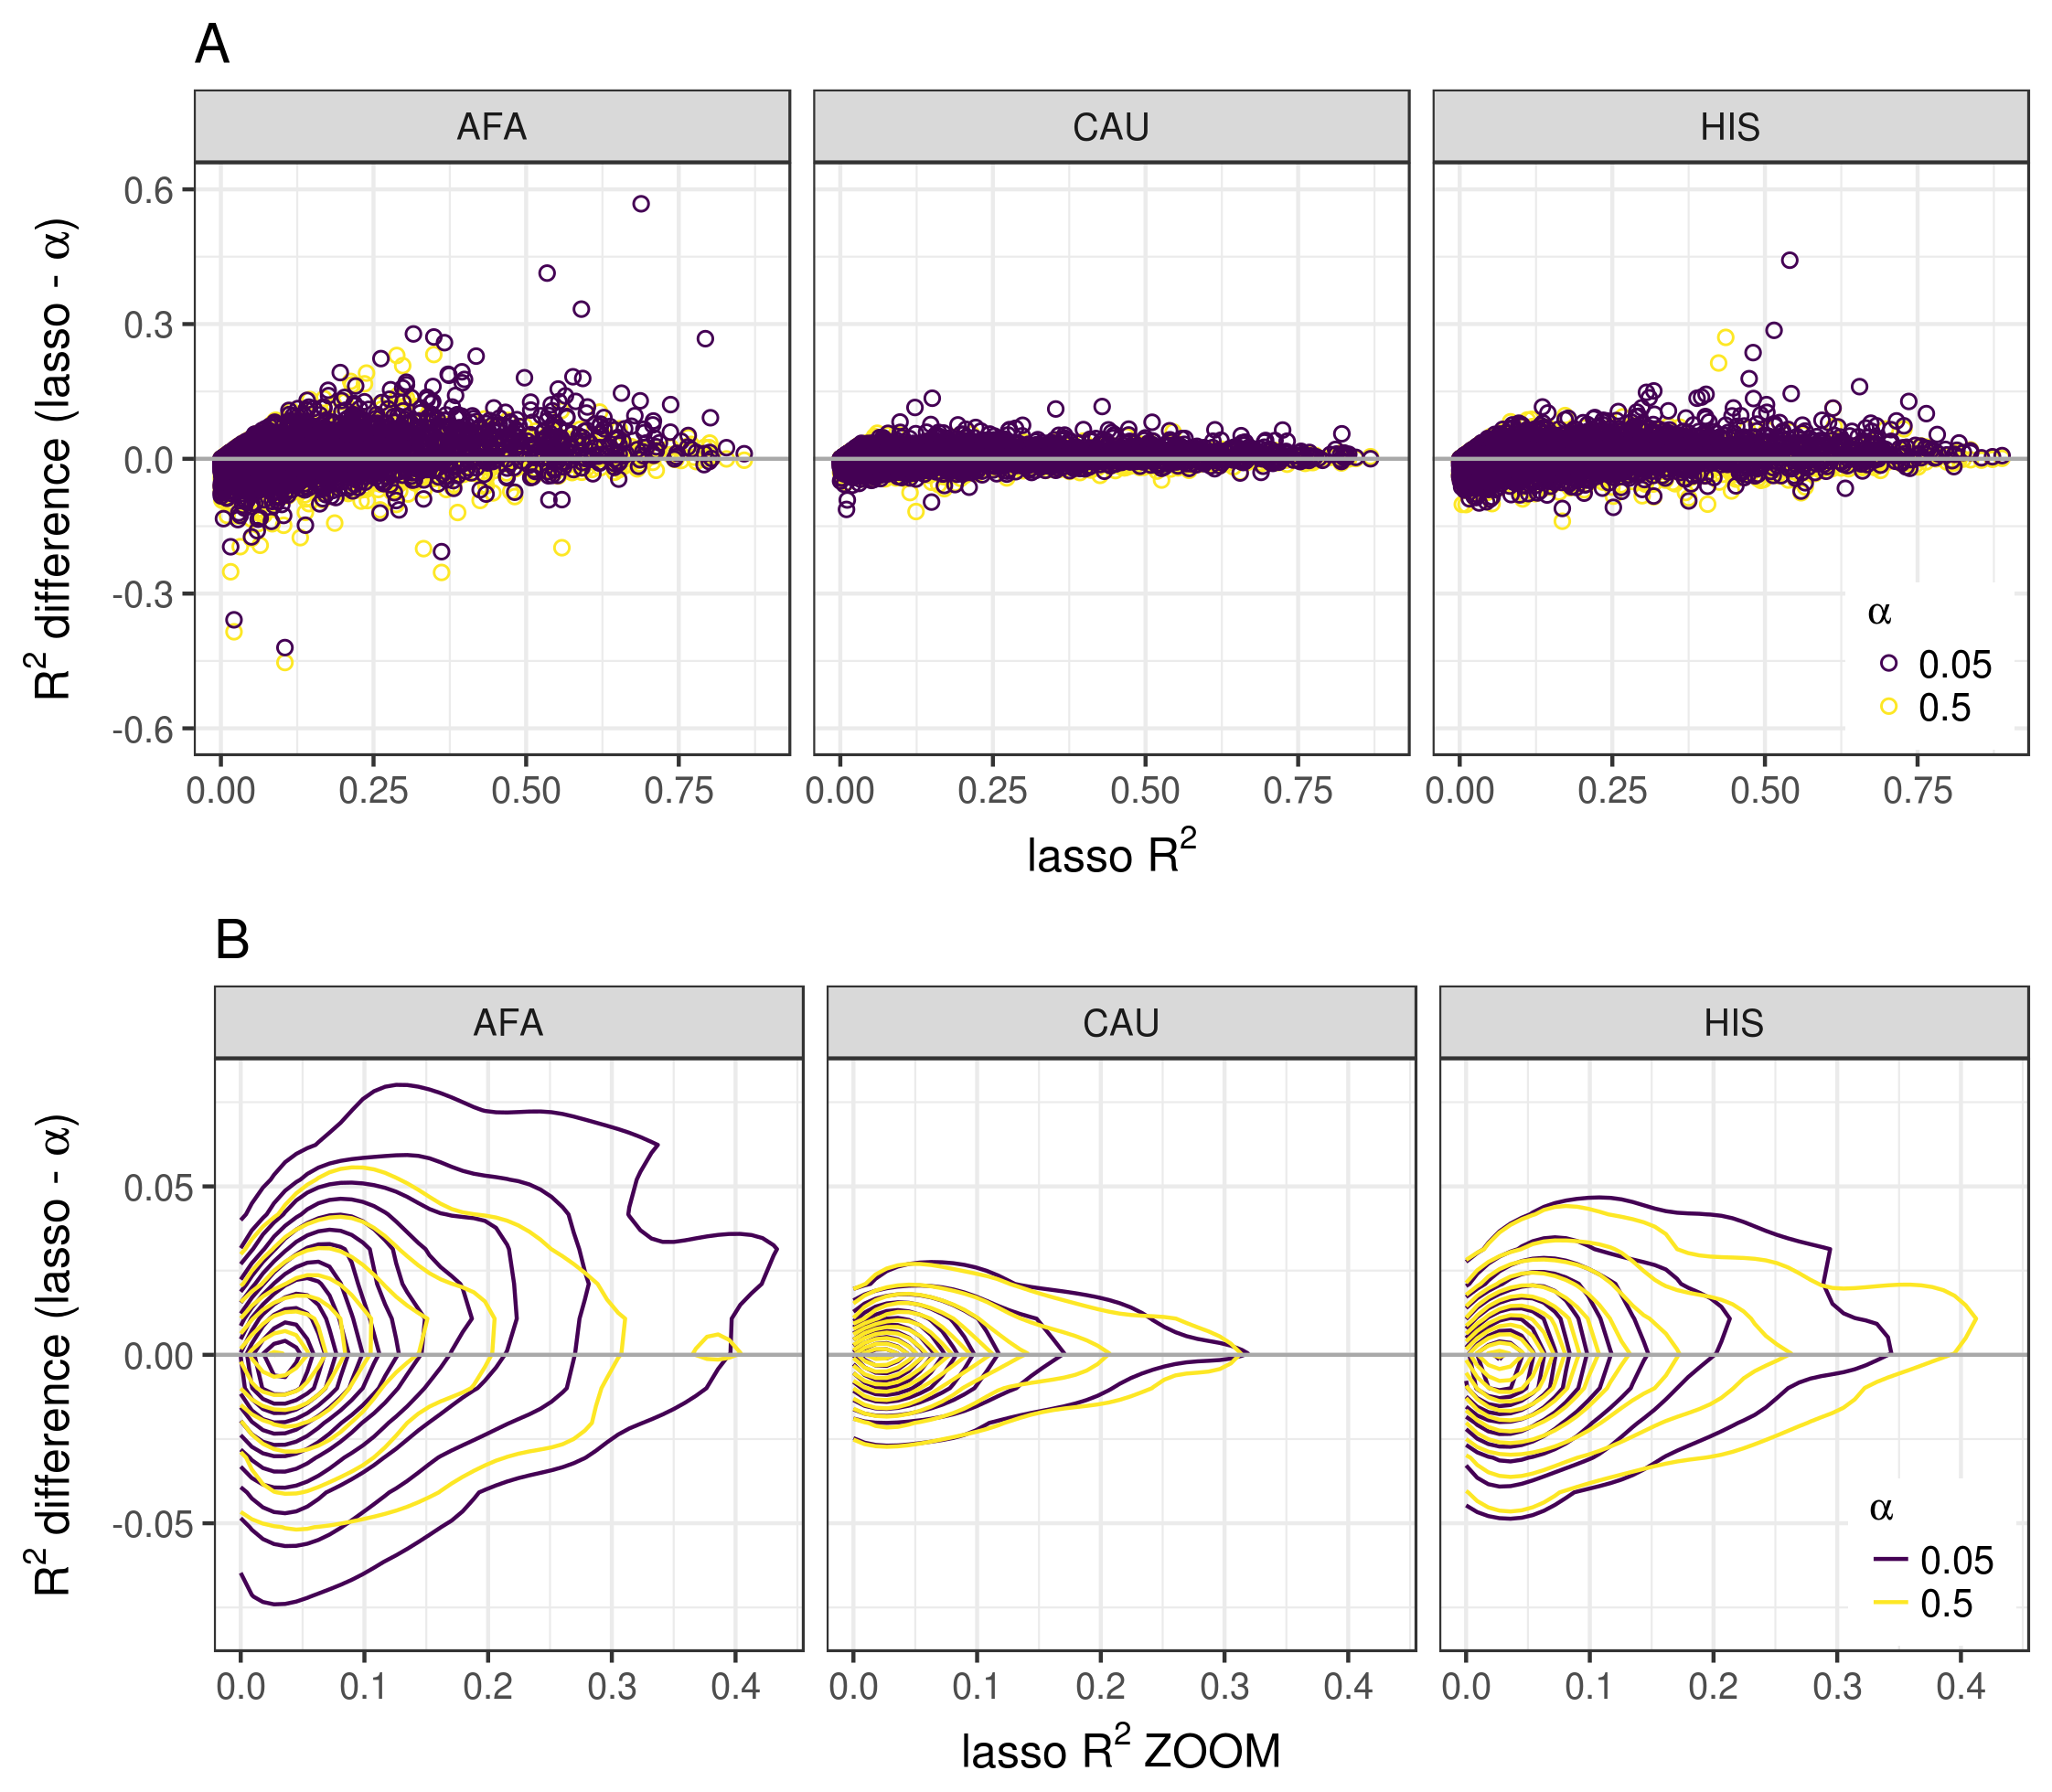 A
AFA CAU HIS
R² difference (lasso - α)
0.6
0.3
0.0
-0.3
-0.6
α
0.05
0.5
0.00 0.25 0.50 0.75 0.00 0.25 0.50 0.75 0.00 0.25 0.50 0.75
lasso R²
B
AFA CAU HIS
R² difference (lasso - α)
0.05
0.00
-0.05
α
0.05
0.5
0.0 0.1 0.2 0.3 0.4 0.0 0.1 0.2 0.3 0.4 0.0 0.1 0.2 0.3 0.4
lasso R² ZOOM